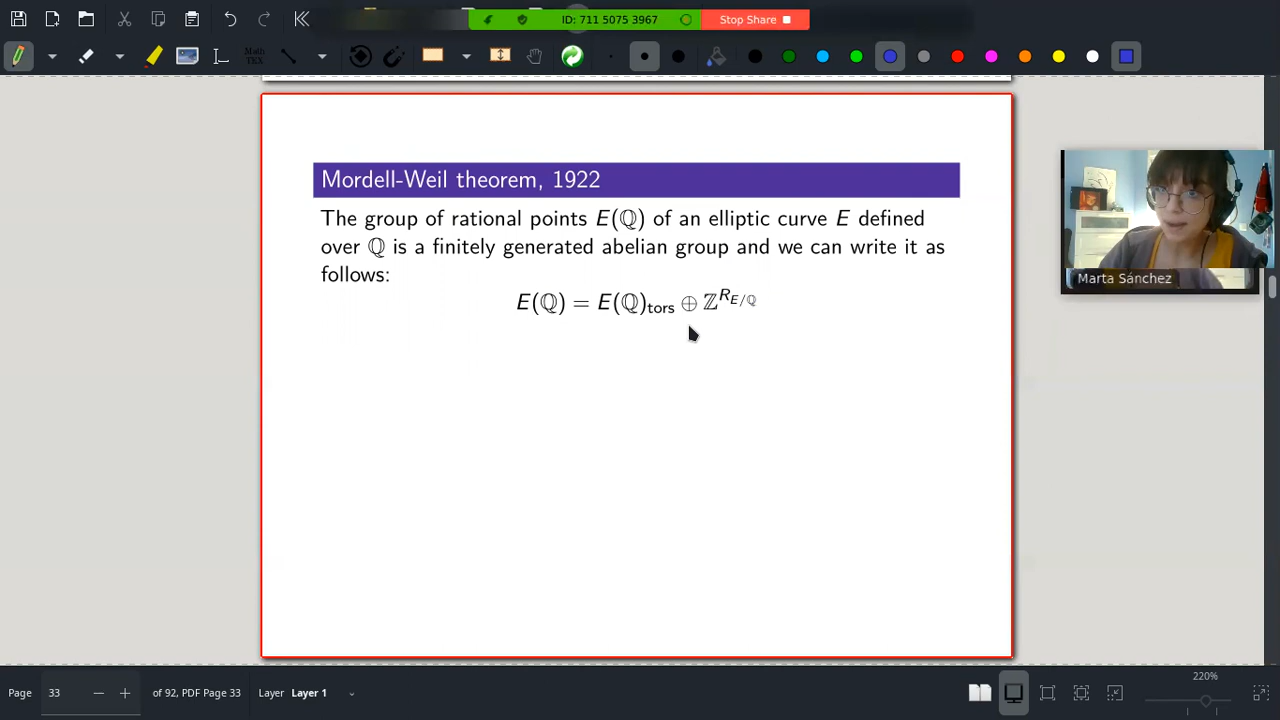 ID: 711 5075 3967
Stop Share
Math
TEX
Mordell-Weil theorem, 1922
The group of rational points E(ℚ) of an elliptic curve E defined
over ℚ is a finitely generated abelian group and we can write it as
follows:
E(ℚ) = E(ℚ)tors ⊕ ℤ^{R_{E/ℚ}}
Marta Sánchez
Page 33 of 92, PDF Page 33 Layer Layer 1
220%